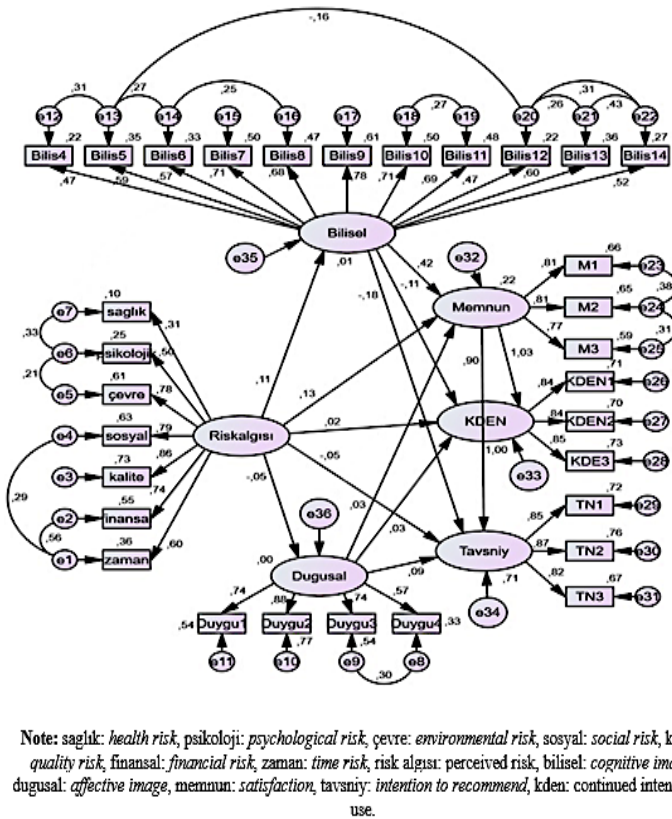 -,16
,31 ,27 ,25 ,27 ,31 ,26 ,43
e12 e13 e14 e15 e16 e17 e18 e19 e20 e21 e22
,22 ,35 ,33 ,50 ,47 ,61 ,50 ,48 ,22 ,36 ,27
Bilis4 Bilis5 Bilis6 Bilis7 Bilis8 Bilis9 Bilis10 Bilis11 Bilis12 Bilis13 Bilis14
,47 ,59 ,57 ,71 ,68 ,78 ,71 ,69 ,47 ,60 ,52
Bilisel
e35 ,01 ,42 e32
-,18 -,11 ,22
,10 ,66
e7 saglık ,31 Memnun ,81 M1 e23
,33 ,25 ,65 ,38
e6 psikolojik ,50 ,81 M2 e24
,21 ,61 ,59 ,31
e5 çevre ,78 ,11 ,13 ,90 1,03 ,77 M3 e25
,63 ,71
e4 sosyal ,79 Riskalgısı ,02 KDEN ,84 KDEN1 e26
,73 ,70
e3 kalite ,86 -,05 -,05 ,84 KDEN2 e27
,29 ,55 ,73
e2 finansa ,74 1,00 e33 ,85 KDE3 e28
,56 ,36 ,72
e1 zaman ,60 e36 ,03 ,03 ,85 TN1 e29
,00 ,76
Dugusal ,09 Tavsniy ,87 TN2 e30
,71 ,67
,74 ,88 ,74 ,57 e34 ,82 TN3 e31
,54 Duygu1 Duygu2 Duygu3 Duygu4 ,33
,77 ,54
e11 e10 e9 e8
,30
Note: saglık: health risk, psikoloji: psychological risk, çevre: environmental risk, sosyal: social risk, k
quality risk, finansal: financial risk, zaman: time risk, risk algısı: perceived risk, bilisel: cognitive ima
dugusal: affective image, memnun: satisfaction, tavsniy: intention to recommend, kden: continued inten
use.